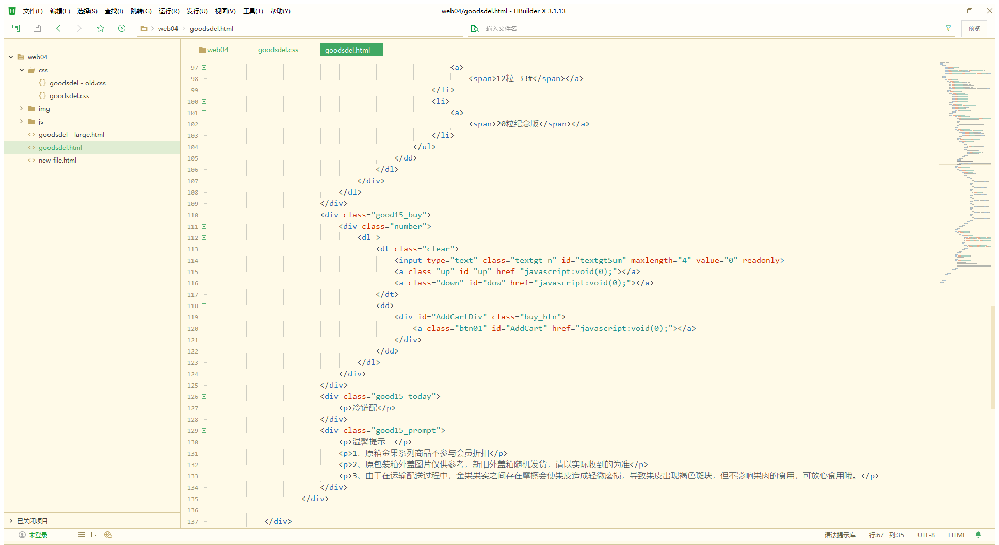 文件(F) 编辑(E) 选择(S) 查找(I) 跳转(G) 运行(R) 发行(U) 视图(V) 工具(T) 帮助(Y)
web04/goodsdel.html - HBuilder X 3.1.13
web04 goodsdel.html
输入文件名
预览
web04
css
goodsdel - old.css
goodsdel.css
img
js
goodsdel - large.html
goodsdel.html
new_file.html
已关闭项目
web04 goodsdel.css goodsdel.html
97 <a>
98 <span>12粒 33#</span></a>
99 </li>
100 <li>
101 <a>
102 <span>20粒纪念版</span></a>
103 </li>
104 </ul>
105 </dd>
106 </dl>
107 </div>
108 </dl>
109 </div>
110 <div class="good15_buy">
111 <div class="number">
112 <dl >
113 <dt class="clear">
114 <input type="text" class="textgt_n" id="textgtSum" maxlength="4" value="0" readonly>
115 <a class="up" id="up" href="javascript:void(0);"></a>
116 <a class="down" id="dow" href="javascript:void(0);"></a>
117 </dt>
118 <dd>
119 <div id="AddCartDiv" class="buy_btn">
120 <a class="btn01" id="AddCart" href="javascript:void(0);"></a>
121 </div>
122 </dd>
123 </dl>
124 </div>
125 </div>
126 <div class="good15_today">
127 <p>冷链配</p>
128 </div>
129 <div class="good15_prompt">
130 <p>温馨提示：</p>
131 <p>1、原箱金果系列商品不参与会员折扣</p>
132 <p>2、原包装箱外盖图片仅供参考，新旧外盖箱随机发货，请以实际收到的为准</p>
133 <p>3、由于在运输配送过程中，金果果实之间存在摩擦会使果皮造成轻微磨损，导致果皮出现褐色斑块，但不影响果肉的食用，可放心食用哦。</p>
134 </div>
135 </div>
136
137 </div>
未登录
语法提示库 行:67 列:35 UTF-8 HTML